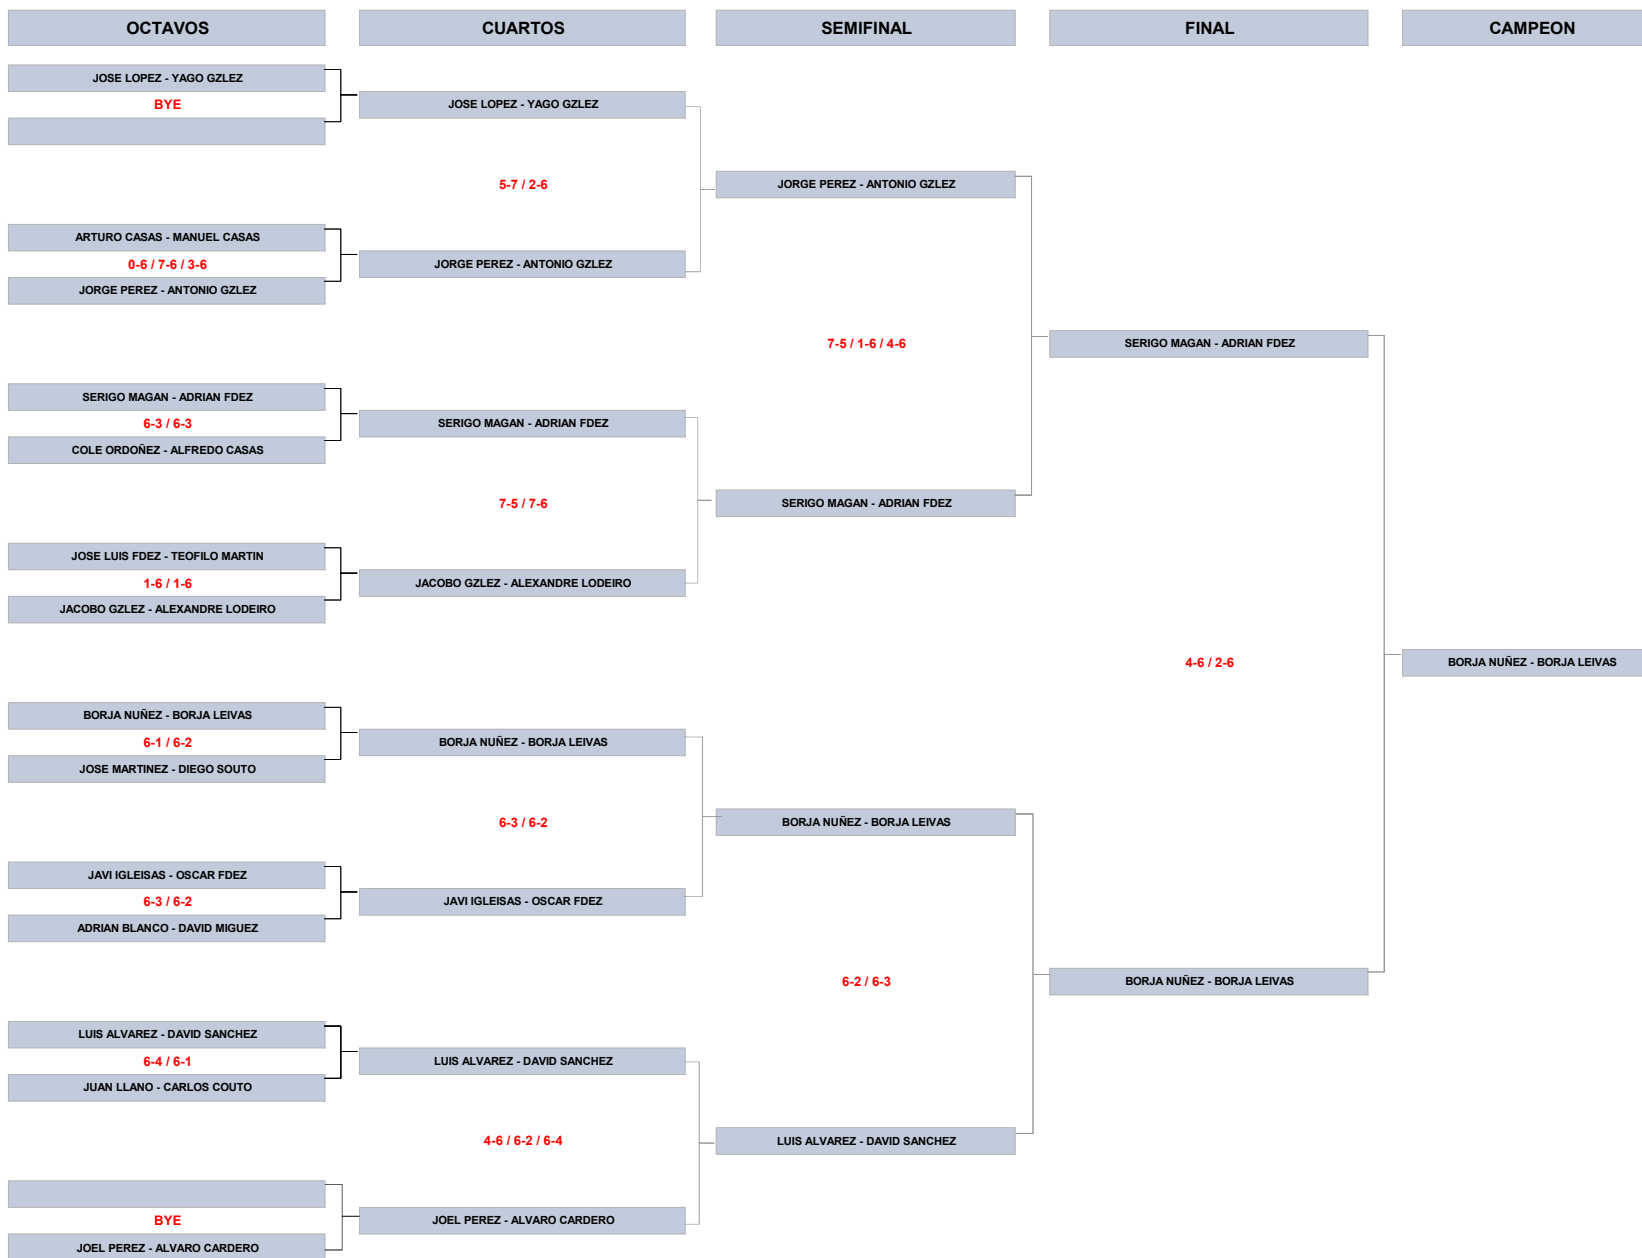 OCTAVOS
CUARTOS
SEMIFINAL
FINAL
CAMPEON
JOSE LOPEZ - YAGO GZLEZ
BYE
JOSE LOPEZ - YAGO GZLEZ
5-7 / 2-6
JORGE PEREZ - ANTONIO GZLEZ
ARTURO CASAS - MANUEL CASAS
0-6 / 7-6 / 3-6
JORGE PEREZ - ANTONIO GZLEZ
JORGE PEREZ - ANTONIO GZLEZ
7-5 / 1-6 / 4-6
SERIGO MAGAN - ADRIAN FDEZ
SERIGO MAGAN - ADRIAN FDEZ
6-3 / 6-3
COLE ORDOÑEZ - ALFREDO CASAS
SERIGO MAGAN - ADRIAN FDEZ
7-5 / 7-6
SERIGO MAGAN - ADRIAN FDEZ
JOSE LUIS FDEZ - TEOFILO MARTIN
1-6 / 1-6
JACOBO GZLEZ - ALEXANDRE LODEIRO
JACOBO GZLEZ - ALEXANDRE LODEIRO
4-6 / 2-6
BORJA NUÑEZ - BORJA LEIVAS
BORJA NUÑEZ - BORJA LEIVAS
6-1 / 6-2
JOSE MARTINEZ - DIEGO SOUTO
BORJA NUÑEZ - BORJA LEIVAS
6-3 / 6-2
BORJA NUÑEZ - BORJA LEIVAS
JAVI IGLEISAS - OSCAR FDEZ
6-3 / 6-2
ADRIAN BLANCO - DAVID MIGUEZ
JAVI IGLEISAS - OSCAR FDEZ
6-2 / 6-3
BORJA NUÑEZ - BORJA LEIVAS
LUIS ALVAREZ - DAVID SANCHEZ
6-4 / 6-1
JUAN LLANO - CARLOS COUTO
LUIS ALVAREZ - DAVID SANCHEZ
4-6 / 6-2 / 6-4
LUIS ALVAREZ - DAVID SANCHEZ
BYE
JOEL PEREZ - ALVARO CARDERO
JOEL PEREZ - ALVARO CARDERO